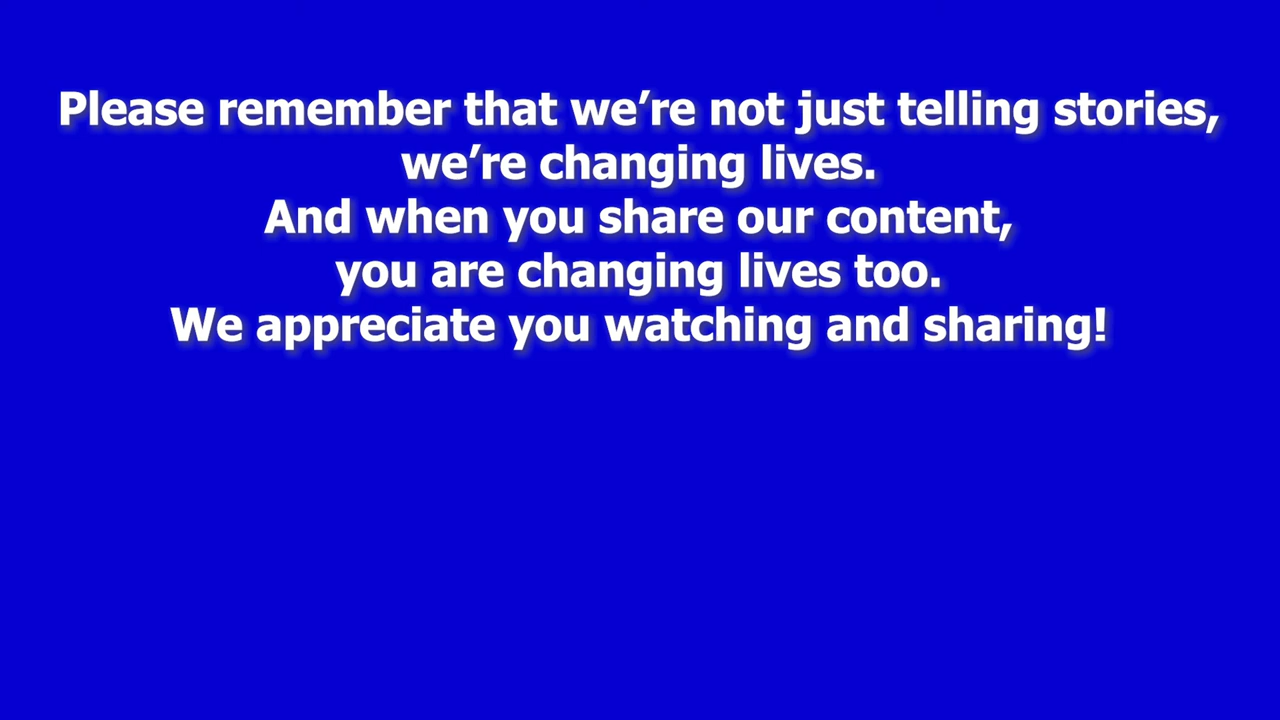 Please remember that we’re not just telling stories,
we’re changing lives.
And when you share our content,
you are changing lives too.
We appreciate you watching and sharing!